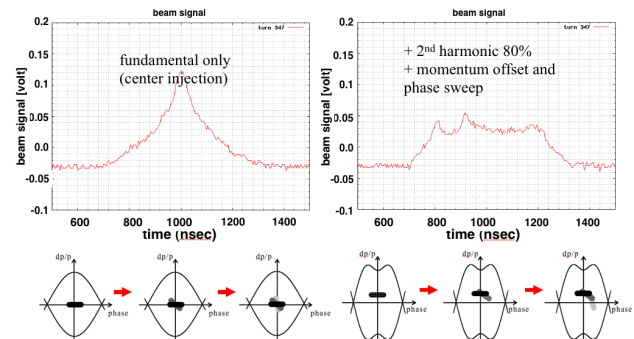 beam signal
turn 347
fundamental only
(center injection)
beam signal [volt]
0.2
0.15
0.1
0.05
0.0
-0.05
-0.1
600
800
1000
1200
1400
time (nsec)
beam signal
turn 347
+ 2nd harmonic 80%
+ momentum offset and
phase sweep
beam signal [volt]
0.2
0.15
0.1
0.05
0.0
-0.05
-0.1
600
800
1000
1200
1400
time (nsec)
dp/p
phase
dp/p
phase
dp/p
phase
dp/p
phase
dp/p
phase
dp/p
phase